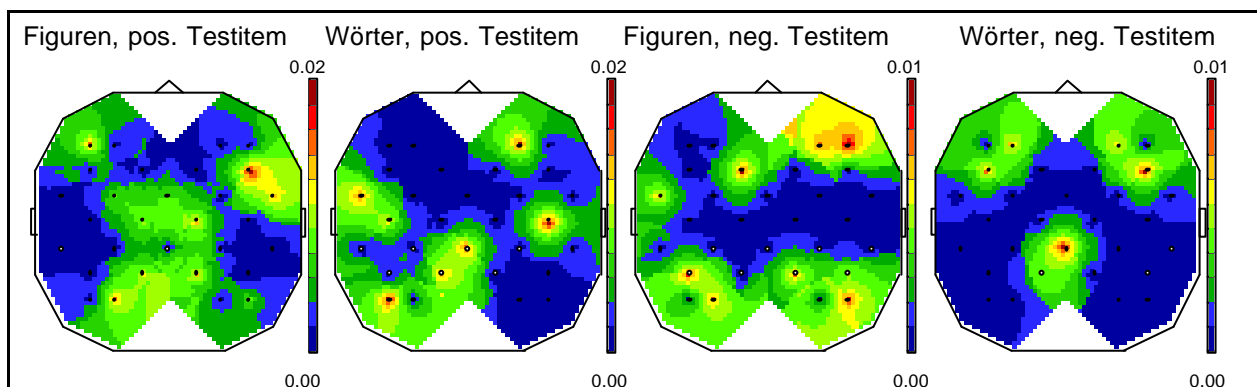 Figuren, pos. Testitem Wörter, pos. Testitem Figuren, neg. Testitem Wörter, neg. Testitem
0.02 0.02 0.01 0.01
0.00 0.00 0.00 0.00